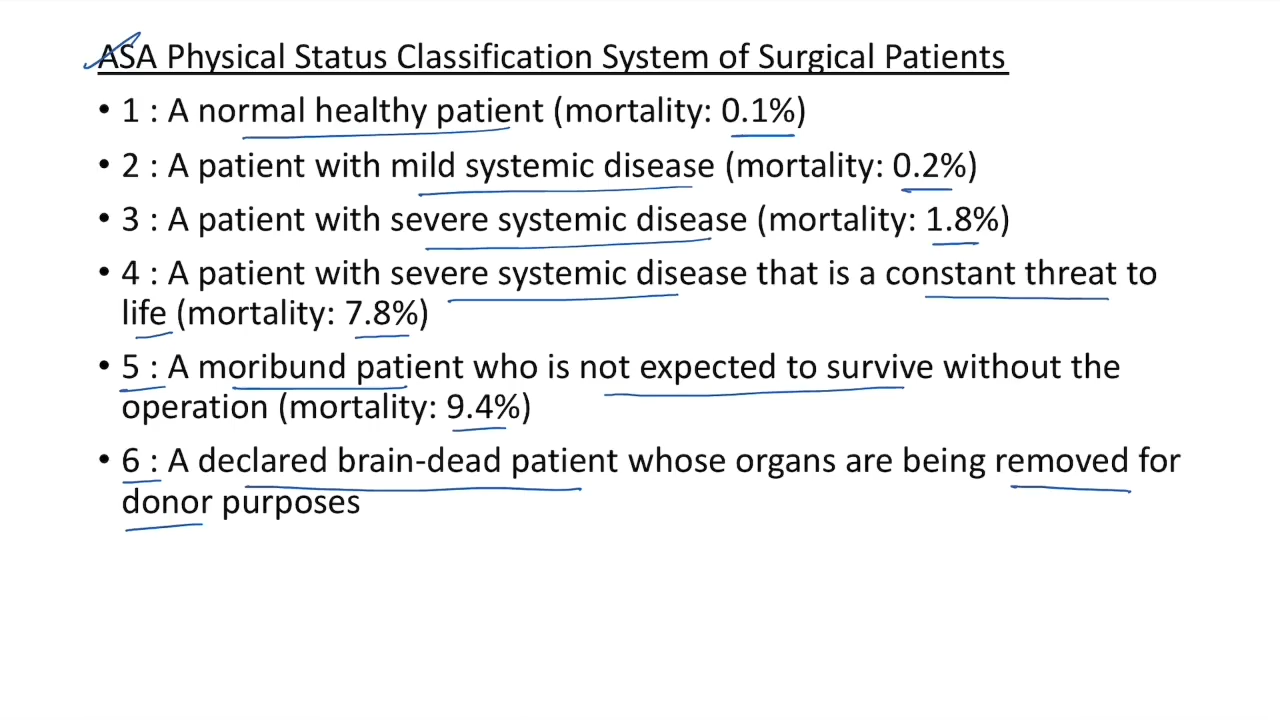 ASA Physical Status Classification System of Surgical Patients
• 1 : A normal healthy patient (mortality: 0.1%)
• 2 : A patient with mild systemic disease (mortality: 0.2%)
• 3 : A patient with severe systemic disease (mortality: 1.8%)
• 4 : A patient with severe systemic disease that is a constant threat to
life (mortality: 7.8%)
• 5 : A moribund patient who is not expected to survive without the
operation (mortality: 9.4%)
• 6 : A declared brain-dead patient whose organs are being removed for
donor purposes